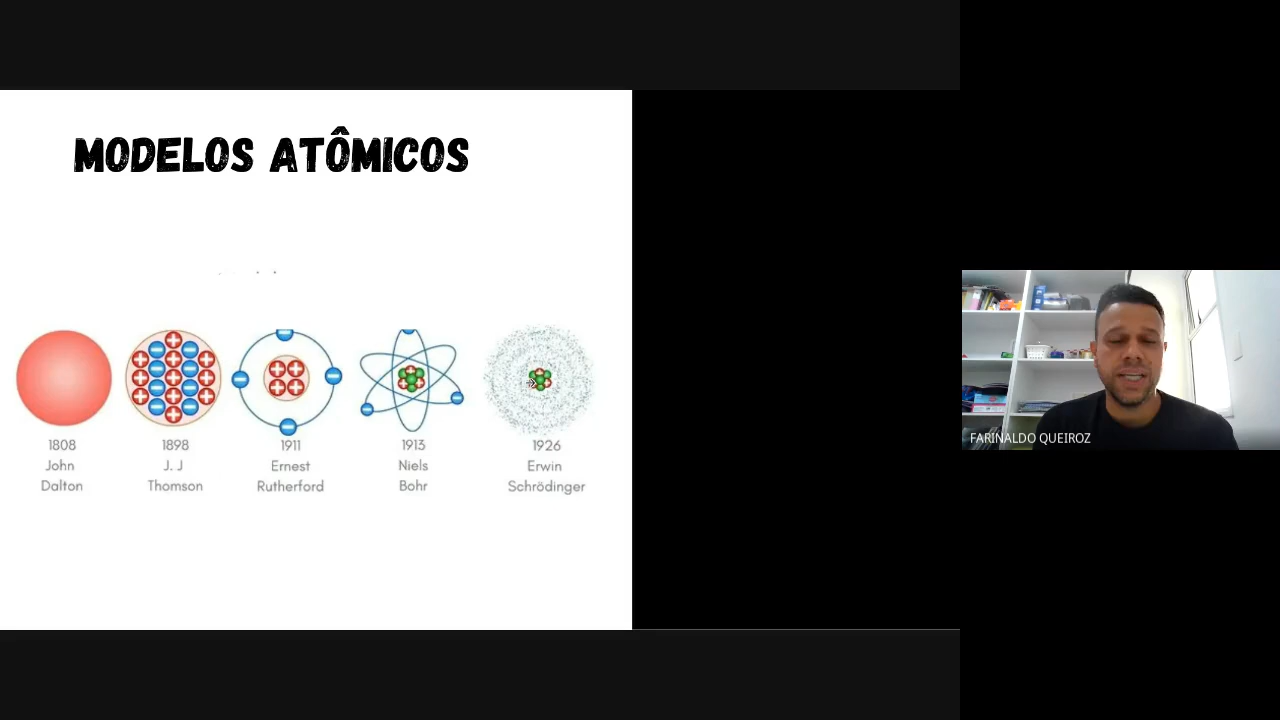 MODELOS ATÔMICOS
1808
John
Dalton
1898
J. J
Thomson
1911
Ernest
Rutherford
1913
Niels
Bohr
1926
Erwin
Schrödinger
FARINALDO QUEIROZ